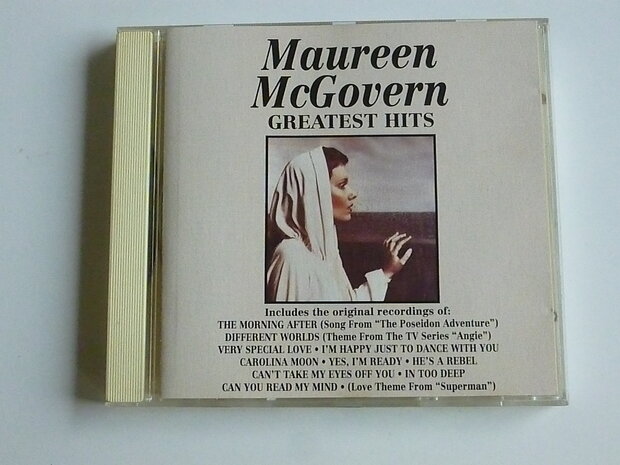 Maureen
McGovern
GREATEST HITS
Includes the original recordings of:
THE MORNING AFTER (Song From “The Poseidon Adventure”)
DIFFERENT WORLDS (Theme From The TV Series “Angie”)
VERY SPECIAL LOVE • I'M HAPPY JUST TO DANCE WITH YOU
CAROLINA MOON • YES, I'M READY • HE'S A REBEL
CAN'T TAKE MY EYES OFF YOU • IN TOO DEEP
CAN YOU READ MY MIND • (Love Theme From “Superman”)